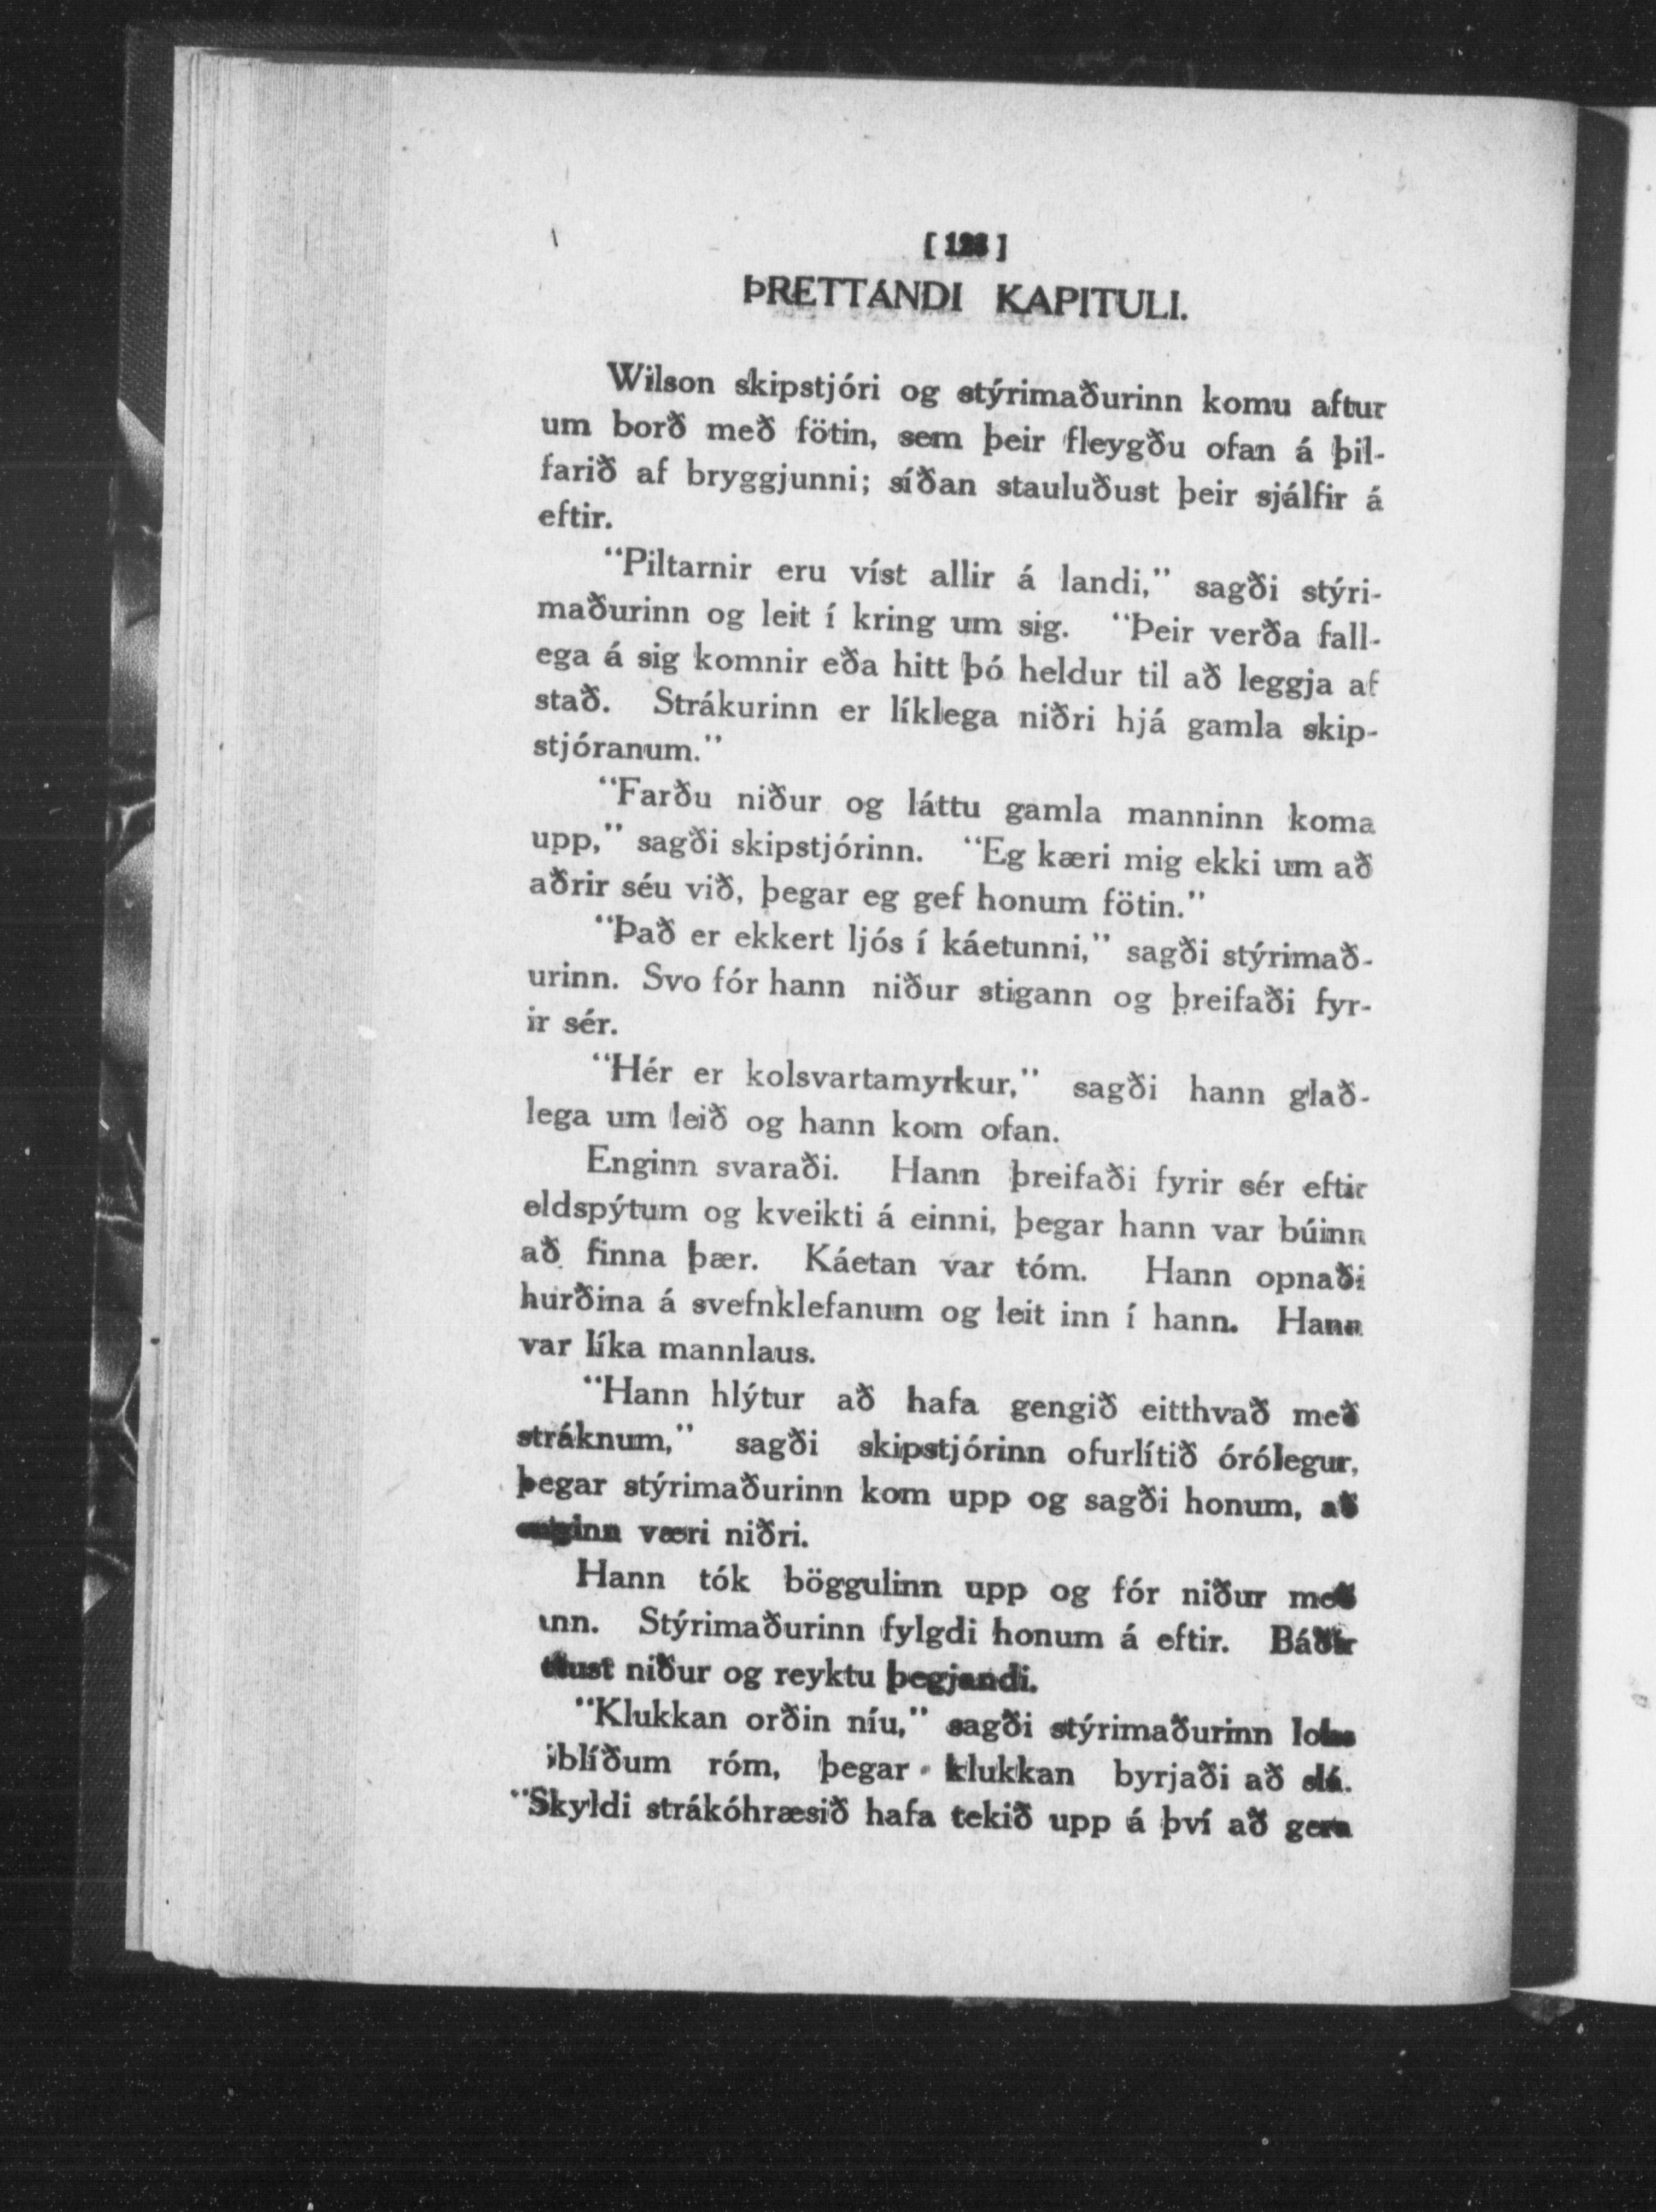 ÞRETTÁNDI KAPITULI.
Wilson skipstjóri og stýrimaðurinn komu aftur
um borð með fötin, sem þeir fleygðu ofan á þil-
farið af bryggjunni; síðan stauluðust þeir sjálfir á
eftir.
“Piltarnir eru víst allir á landi,” sagði stýri-
maðurinn og leit í kring um sig. “Þeir verða fall-
ega á sig komnir eða hitt þó heldur til að leggja af
stað. Strákurinn er líklega niðri hjá gamla skip-
stjóranum.”
“Farðu niður og láttu gamla manninn koma
upp,” sagði skipstjórinn. “Eg kæri mig ekki um að
aðrir séu við, þegar eg gef honum fötin.”
“Það er ekkert ljós í káetunni,” sagði stýrimað-
urinn. Svo fór hann niður stigann og þreifaði fyr-
ir sér.
“Hér er kolsvartamyrkur,” sagði hann glað-
lega um leið og hann kom ofan.
Enginn svaraði. Hann þreifaði fyrir sér eftir
eldspýtum og kveikti á einni, þegar hann var búinn
að finna þær. Káetan var tóm. Hann opnaði
hurðina á svefnklefanum og leit inn í hann. Hann
var líka mannlaus.
“Hann hlýtur að hafa gengið eitthvað með
stráknum,” sagði skipstjórinn ofurlítið órólegur,
þegar stýrimaðurinn kom upp og sagði honum, að
enginn væri niðri.
Hann tók böggulinn upp og fór niður með
inn. Stýrimaðurinn fylgdi honum á eftir. Báðir
niður og reyktu þegjandi.
“Klukkan orðin níu,” sagði stýrimaðurinn loks
blíðum róm, þegar klukkan byrjaði að slá.
“Skyldi strákóhræsið hafa tekið upp á því að gera